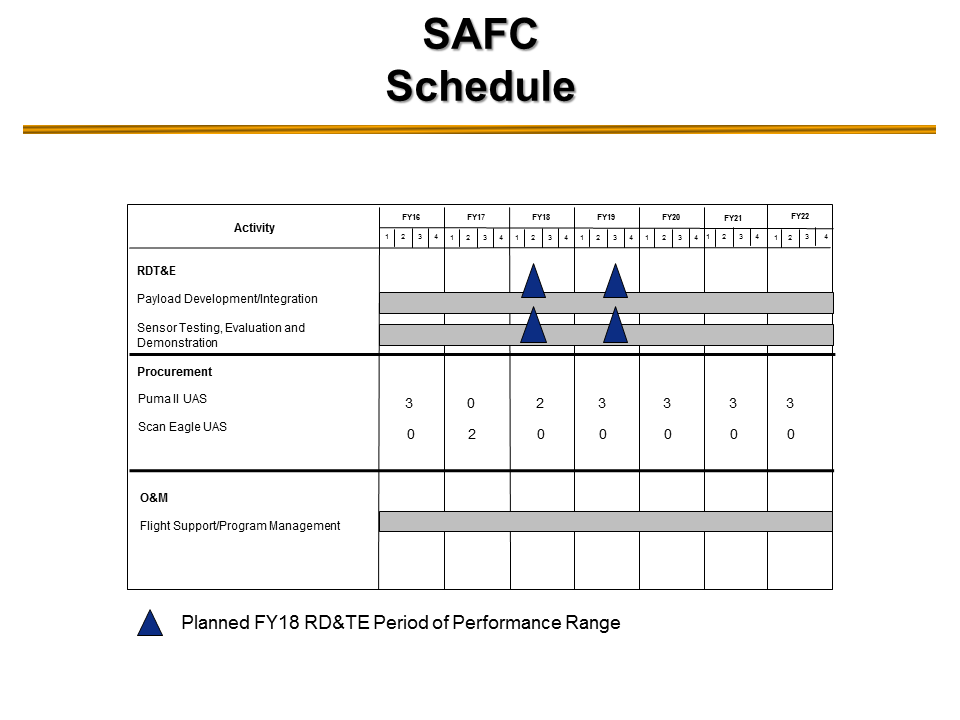 SAFC
Schedule
Activity
FY16 FY17 FY18 FY19 FY20 FY21 FY22
1 2 3 4 1 2 3 4 1 2 3 4 1 2 3 4 1 2 3 4 1 2 3 4 1 2 3 4
RDT&E
Payload Development/Integration
Sensor Testing, Evaluation and
Demonstration
Procurement
Puma II UAS 3 0 2 3 3 3 3
Scan Eagle UAS 0 2 0 0 0 0 0
O&M
Flight Support/Program Management
Planned FY18 RD&TE Period of Performance Range